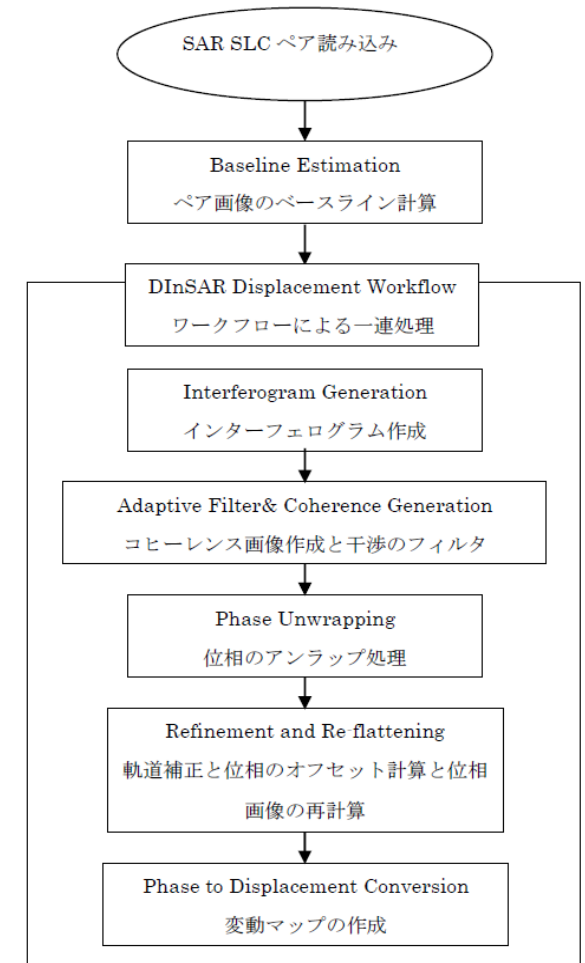 SAR SLC ペア読み込み
Baseline Estimation
ペア画像のベースライン計算
DInSAR Displacement Workflow
ワークフローによる一連処理
Interferogram Generation
インターフェログラム作成
Adaptive Filter& Coherence Generation
コヒーレンス画像作成と干渉のフィルタ
Phase Unwrapping
位相のアンラップ処理
Refinement and Re-flattening
軌道補正と位相のオフセット計算と位相
画像の再計算
Phase to Displacement Conversion
変動マップの作成